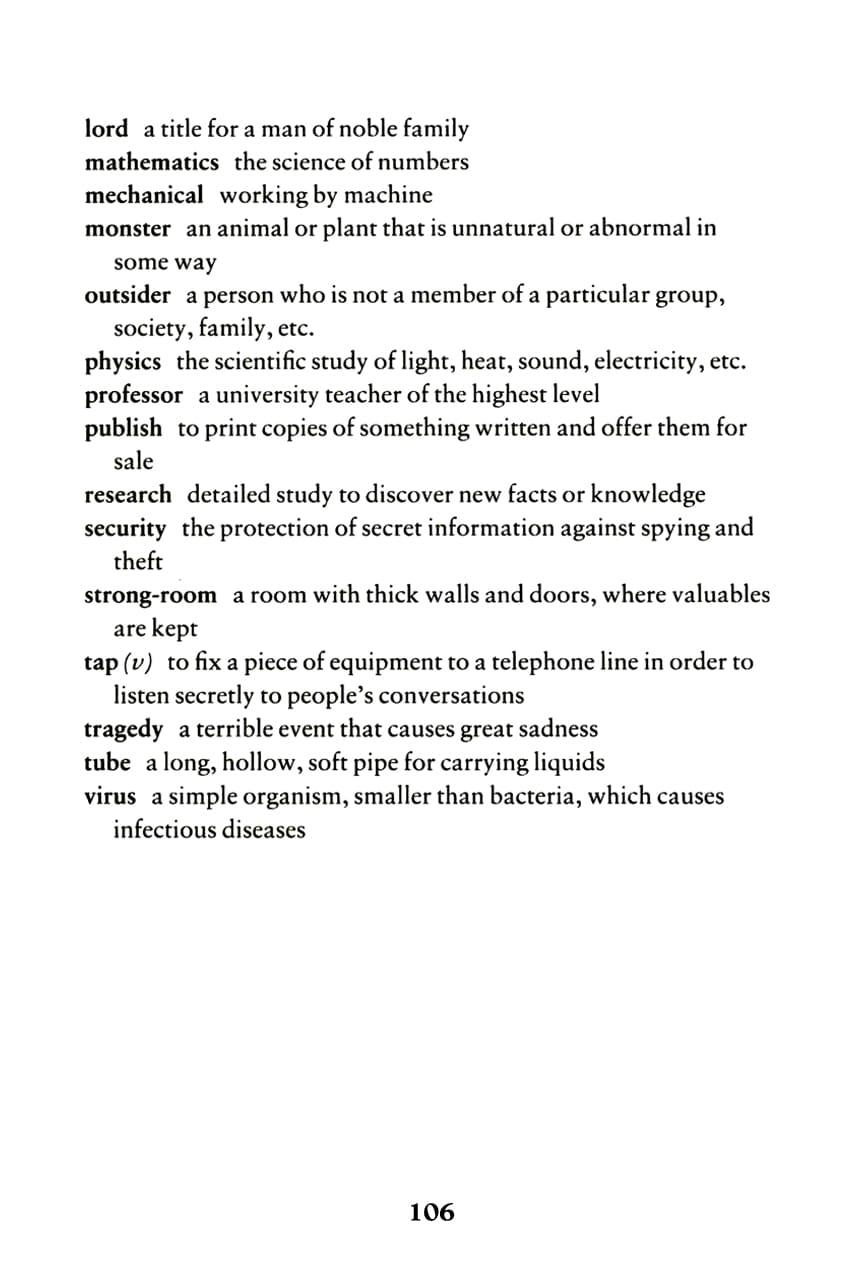 lord a title for a man of noble family
mathematics the science of numbers
mechanical working by machine
monster an animal or plant that is unnatural or abnormal in
some way
outsider a person who is not a member of a particular group,
society, family, etc.
physics the scientific study of light, heat, sound, electricity, etc.
professor a university teacher of the highest level
publish to print copies of something written and offer them for
sale
research detailed study to discover new facts or knowledge
security the protection of secret information against spying and
theft
strong-room a room with thick walls and doors, where valuables
are kept
tap (v) to fix a piece of equipment to a telephone line in order to
listen secretly to people's conversations
tragedy a terrible event that causes great sadness
tube a long, hollow, soft pipe for carrying liquids
virus a simple organism, smaller than bacteria, which causes
infectious diseases
106